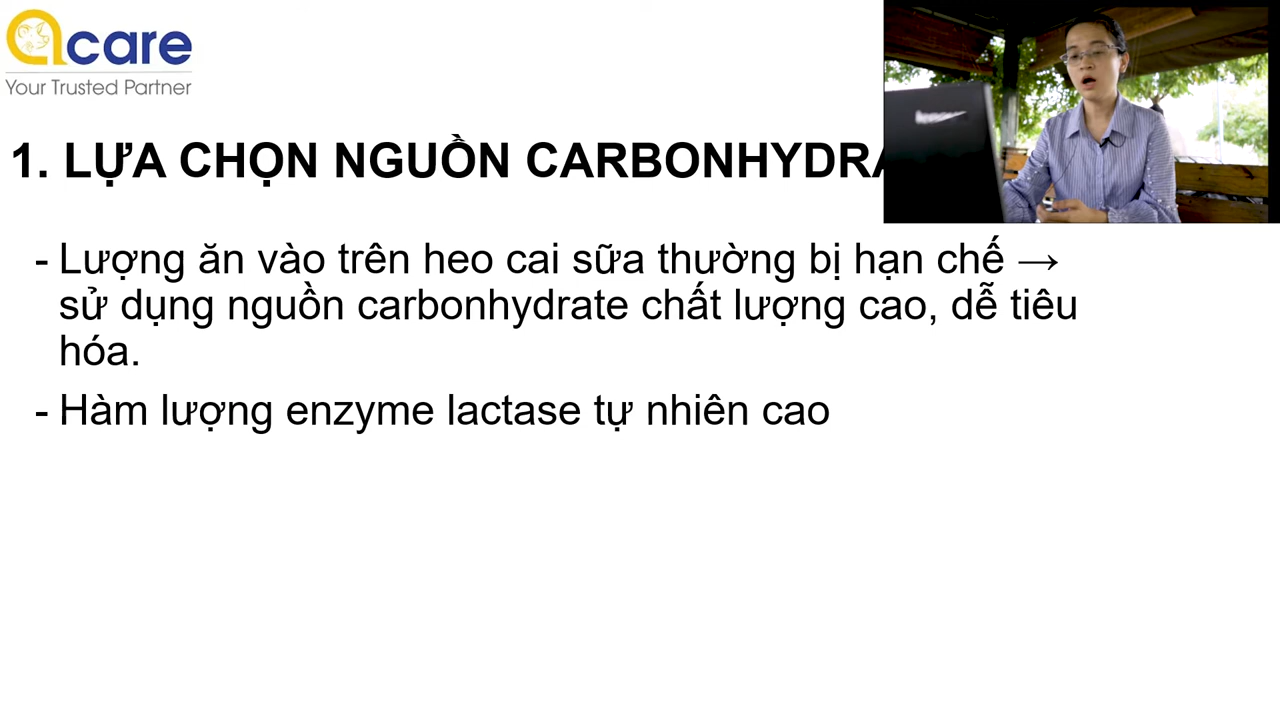 acare
Your Trusted Partner
1. LỰA CHỌN NGUỒN CARBONHYDRA
- Lượng ăn vào trên heo cai sữa thường bị hạn chế →
sử dụng nguồn carbonhydrate chất lượng cao, dễ tiêu
hóa.
- Hàm lượng enzyme lactase tự nhiên cao